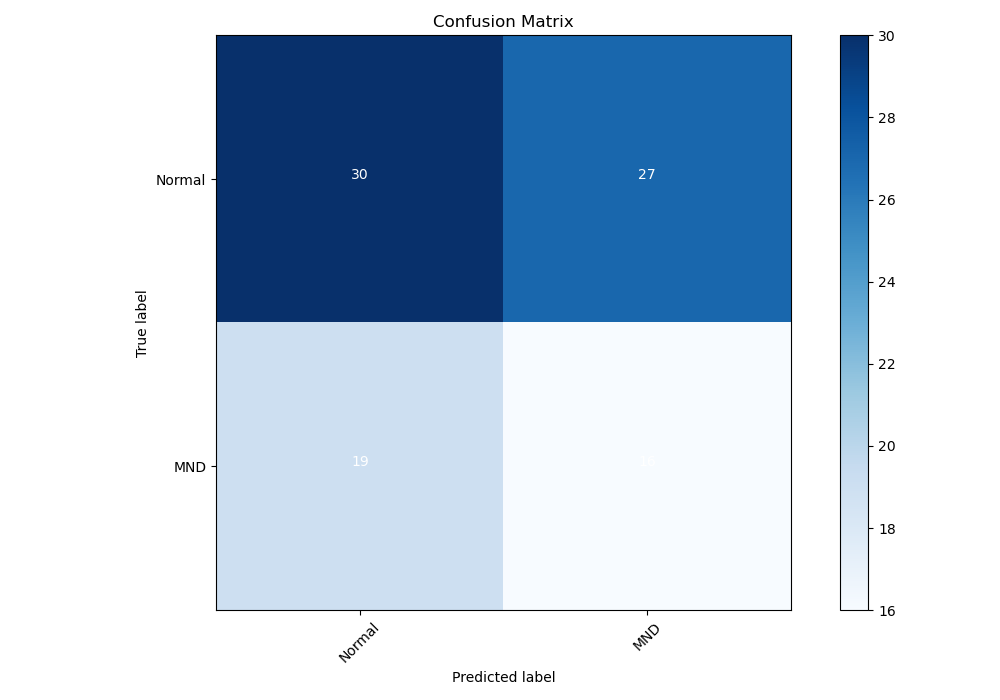 Confusion Matrix
30
Normal
30
27
28
26
24
True label
22
20
MND
19
16
18
16
Normal
MND
Predicted label